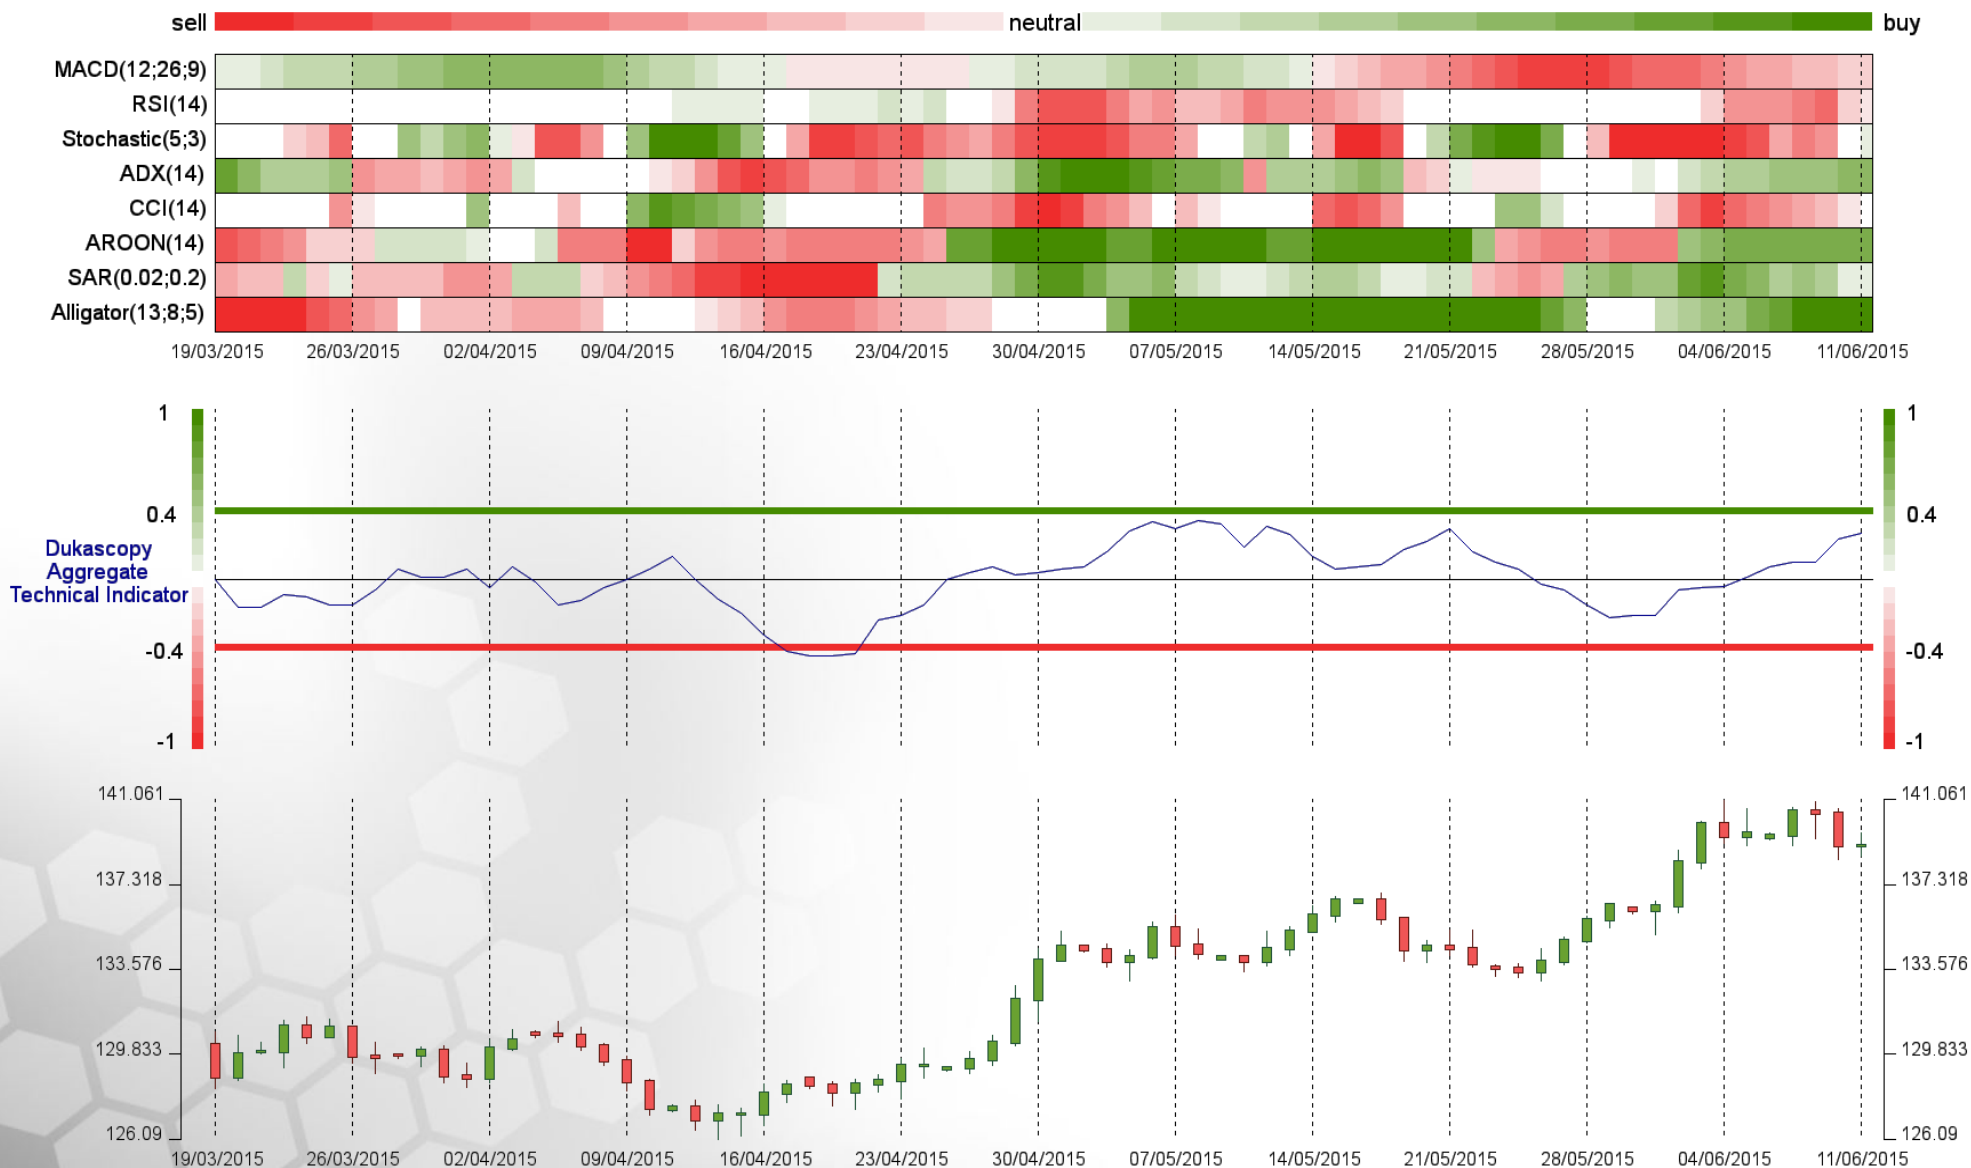 sell neutral buy
MACD(12;26;9)
RSI(14)
Stochastic(5;3)
ADX(14)
CCI(14)
AROON(14)
SAR(0.02;0.2)
Alligator(13;8;5)
19/03/2015 26/03/2015 02/04/2015 09/04/2015 16/04/2015 23/04/2015 30/04/2015 07/05/2015 14/05/2015 21/05/2015 28/05/2015 04/06/2015 11/06/2015
1 1
0.4 0.4
Dukascopy
Aggregate
Technical Indicator
-0.4 -0.4
-1 -1
141.061 141.061
137.318 137.318
133.576 133.576
129.833 129.833
126.09 126.09
19/03/2015 26/03/2015 02/04/2015 09/04/2015 16/04/2015 23/04/2015 30/04/2015 07/05/2015 14/05/2015 21/05/2015 28/05/2015 04/06/2015 11/06/2015